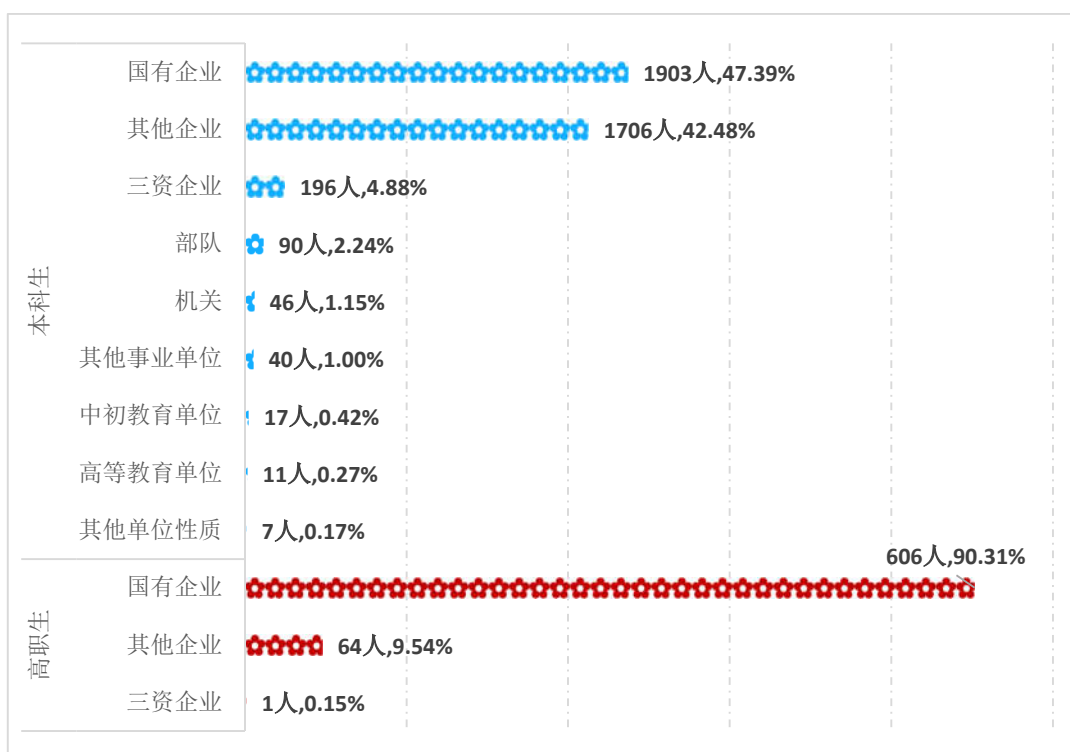 本科生
国有企业 1903人,47.39%
其他企业 1706人,42.48%
三资企业 196人,4.88%
部队 90人,2.24%
机关 46人,1.15%
其他事业单位 40人,1.00%
中初教育单位 17人,0.42%
高等教育单位 11人,0.27%
其他单位性质 7人,0.17%
高职生
国有企业 606人,90.31%
其他企业 64人,9.54%
三资企业 1人,0.15%